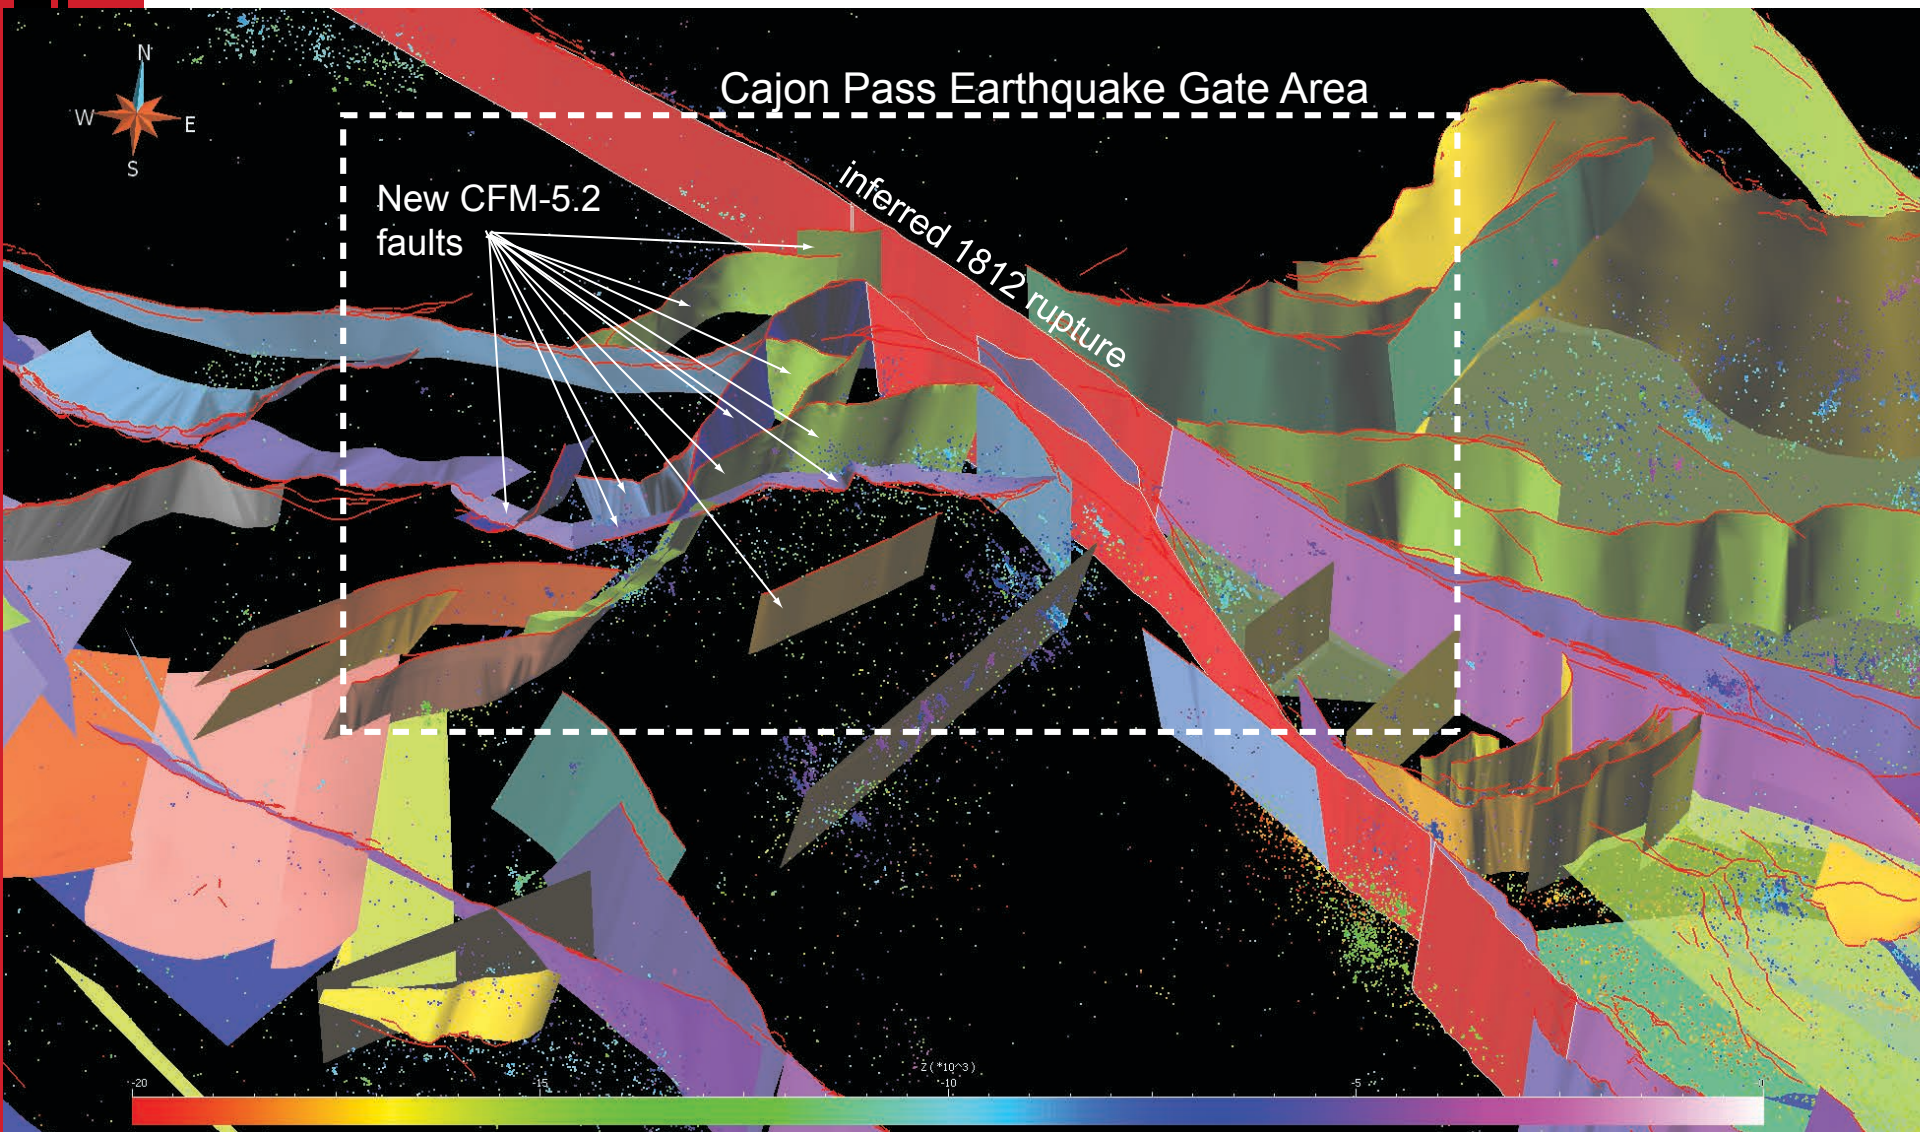 Cajon Pass Earthquake Gate Area
N
W
E
S
inferred 1812 rupture
New CFM-5.2
faults
Z(*10^3)
-20
-15
-10
-5